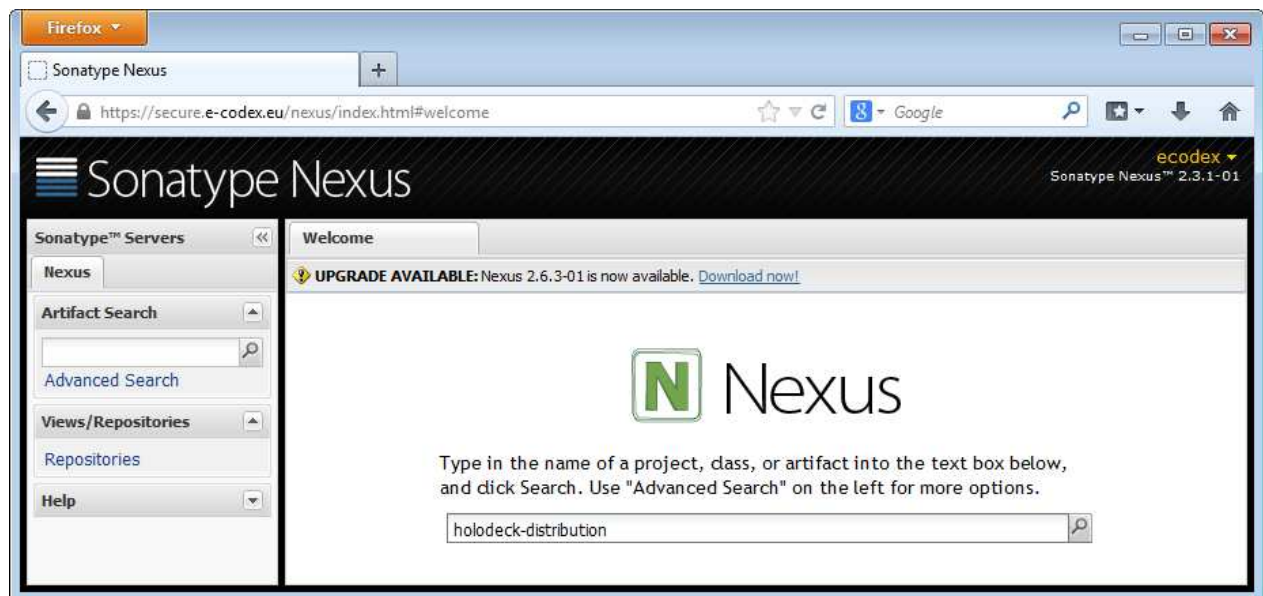 Firefox
Sonatype Nexus
+
https://secure.e-codex.eu/nexus/index.html#welcome
8 Google
Sonatype Nexus
ecodex
Sonatype Nexus™ 2.3.1-01
Sonatype™ Servers
Nexus
Artifact Search
Advanced Search
Views/Repositories
Repositories
Help
Welcome
UPGRADE AVAILABLE: Nexus 2.6.3-01 is now available. Download now!
N Nexus
Type in the name of a project, class, or artifact into the text box below,
and click Search. Use "Advanced Search" on the left for more options.
holodeck-distribution